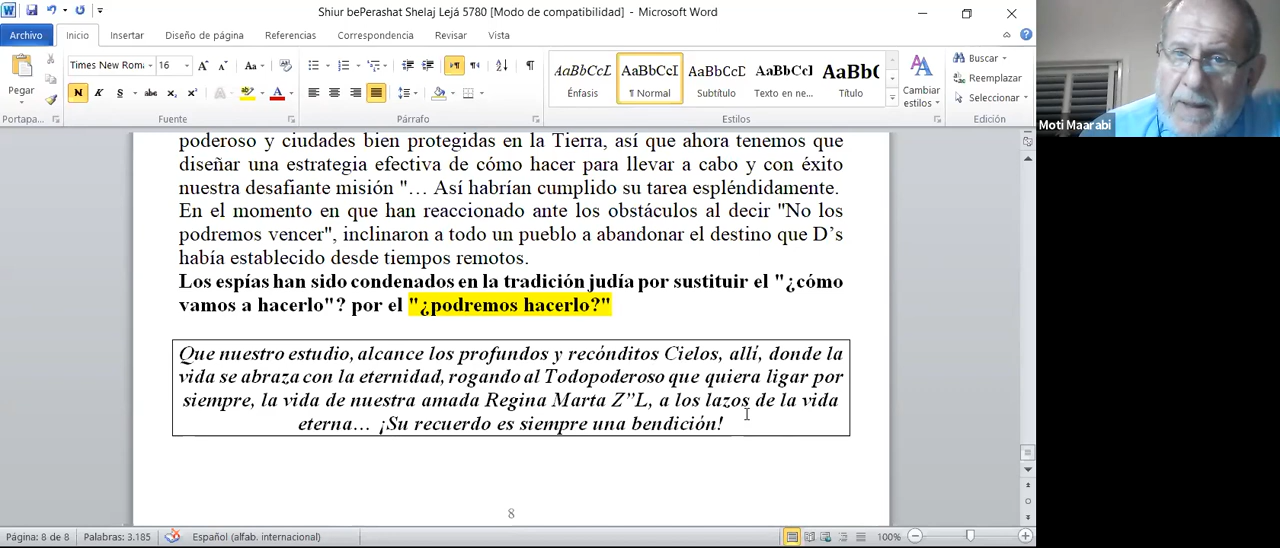 Shiur bePerashat Shelaj Lejá 5780 [Modo de compatibilidad] - Microsoft Word
Archivo Inicio Insertar Diseño de página Referencias Correspondencia Revisar Vista
Times New Roma 16 Aa
N K S abc x₂ x² A
Pegar
AaBbCcL AaBbCcI AaBbCcD AaBbCcI AaBb(
Énfasis ¶ Normal Subtítulo Texto en ne... Título
Cambiar estilos
Buscar
Reemplazar
Seleccionar
Portapa... Fuente Párrafo Estilos Edición
Moti Maarabi
poderoso y ciudades bien protegidas en la Tierra, así que ahora tenemos que
diseñar una estrategia efectiva de cómo hacer para llevar a cabo y con éxito
nuestra desafiante misión "… Así habrían cumplido su tarea espléndidamente.
En el momento en que han reaccionado ante los obstáculos al decir "No los
podremos vencer", inclinaron a todo un pueblo a abandonar el destino que D’s
había establecido desde tiempos remotos.
Los espías han sido condenados en la tradición judía por sustituir el "¿cómo
vamos a hacerlo"? por el "¿podremos hacerlo?"
Que nuestro estudio, alcance los profundos y recónditos Cielos, allí, donde la
vida se abraza con la eternidad, rogando al Todopoderoso que quiera ligar por
siempre, la vida de nuestra amada Regina Marta Z”L, a los lazos de la vida
eterna… ¡Su recuerdo es siempre una bendición!
8
Página: 8 de 8 Palabras: 3.185 Español (alfab. internacional) 100%